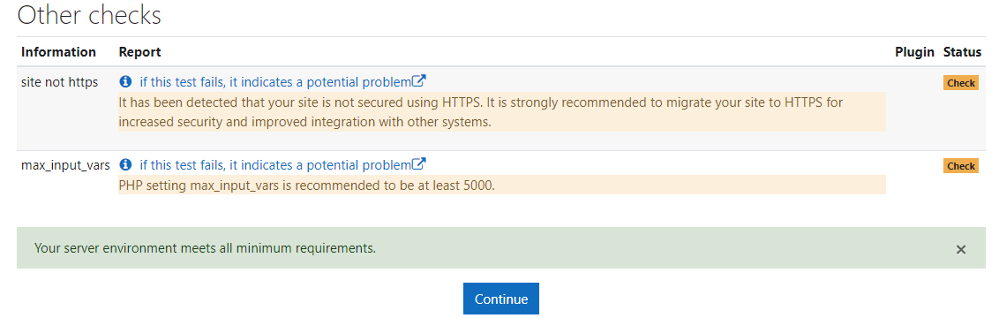 Other checks
Information Report Plugin Status
site not https if this test fails, it indicates a potential problem Check
It has been detected that your site is not secured using HTTPS. It is strongly recommended to migrate your site to HTTPS for
increased security and improved integration with other systems.
max_input_vars if this test fails, it indicates a potential problem Check
PHP setting max_input_vars is recommended to be at least 5000.
Your server environment meets all minimum requirements. ×
Continue